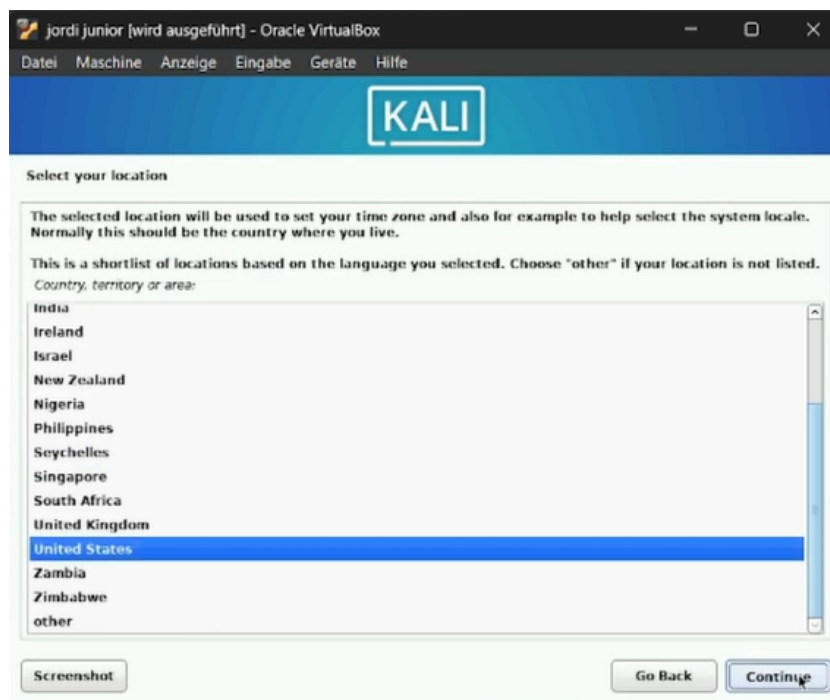 jordi junior [wird ausgeführt] - Oracle VirtualBox
Datei Maschine Anzeige Eingabe Geräte Hilfe
KALI
Select your location
The selected location will be used to set your time zone and also for example to help select the system locale.
Normally this should be the country where you live.
This is a shortlist of locations based on the language you selected. Choose "other" if your location is not listed.
Country, territory or area:
India
Ireland
Israel
New Zealand
Nigeria
Philippines
Seychelles
Singapore
South Africa
United Kingdom
United States
Zambia
Zimbabwe
other
Screenshot Go Back Continue